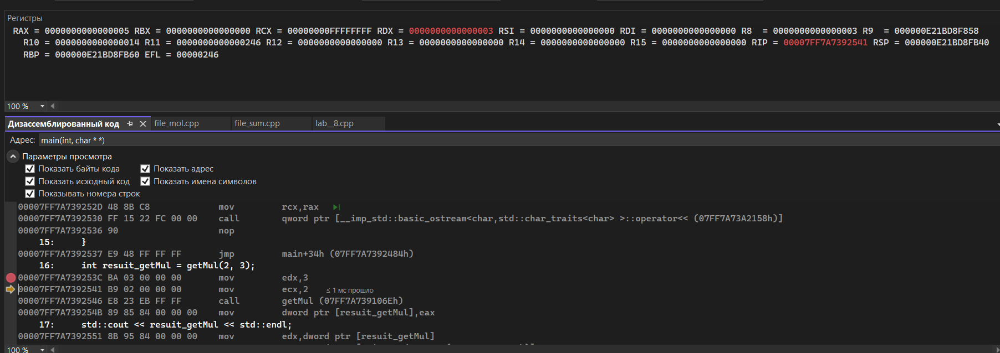 Регистры
RAX = 0000000000000005 RBX = 0000000000000000 RCX = 00000000FFFFFFFF RDX = 0000000000000003 RSI = 0000000000000000 RDI = 0000000000000000 R8  = 0000000000000003 R9  = 000000E21BD8F858
R10 = 0000000000000014 R11 = 0000000000000246 R12 = 0000000000000000 R13 = 0000000000000000 R14 = 0000000000000000 R15 = 0000000000000000 RIP = 00007FF7A7392541 RSP = 000000E21BD8FB40
RBP = 000000E21BD8FB60 EFL = 00000246
100 %
Дизассемблированный код file_mol.cpp file_sum.cpp lab__8.cpp
Адрес: main(int, char * *)
Параметры просмотра
Показать байты кода Показать адрес
Показать исходный код Показать имена символов
Показывать номера строк
00007FF7A739252D 48 8B C8 mov rcx,rax
00007FF7A7392530 FF 15 22 FC 00 00 call qword ptr [__imp_std::basic_ostream<char,std::char_traits<char> >::operator<< (07FF7A73A2158h)]
00007FF7A7392536 90 nop
15: }
00007FF7A7392537 E9 48 FF FF FF jmp main+34h (07FF7A7392484h)
16: int resuit_getMul = getMul(2, 3);
00007FF7A739253C BA 03 00 00 00 mov edx,3
00007FF7A7392541 B9 02 00 00 00 mov ecx,2 ≤ 1 мс прошло
00007FF7A7392546 E8 23 EB FF FF call getMul (07FF7A739106Eh)
00007FF7A739254B 89 85 84 00 00 00 mov dword ptr [resuit_getMul],eax
17: std::cout << resuit_getMul << std::endl;
00007FF7A7392551 8B 95 84 00 00 00 mov edx,dword ptr [resuit_getMul]
100 %